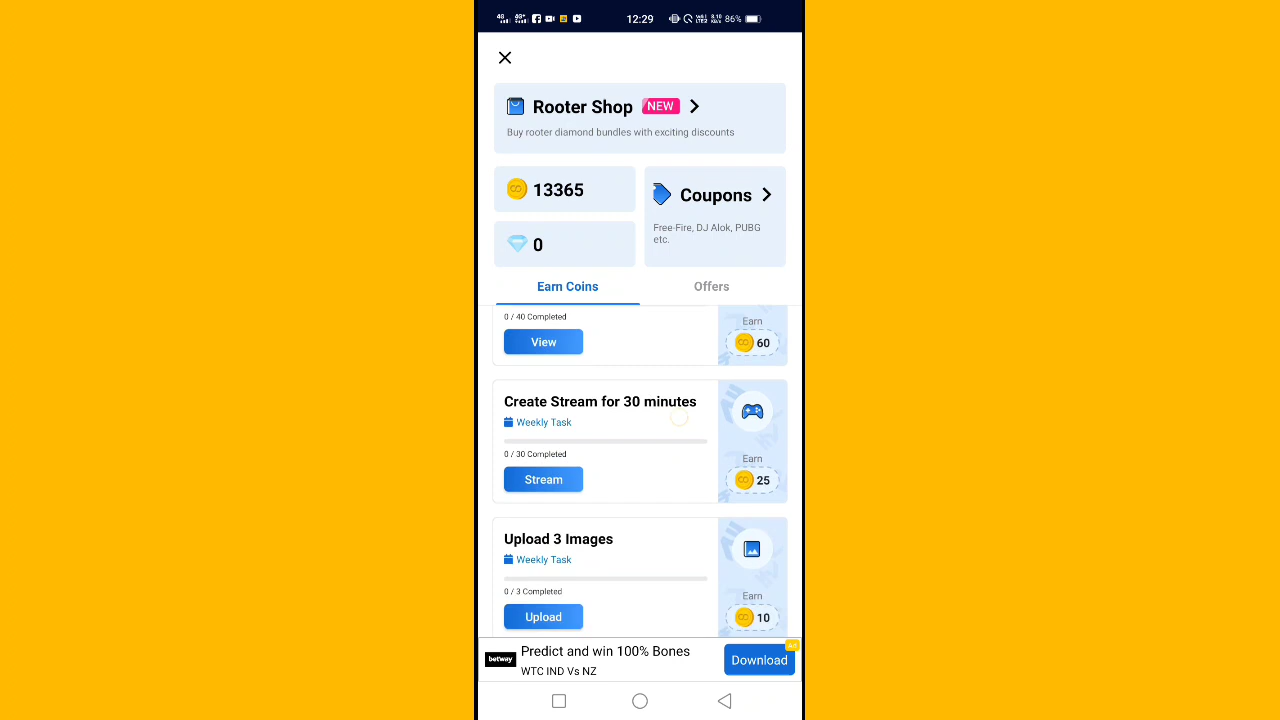 12:29
86%
Rooter Shop NEW
Buy rooter diamond bundles with exciting discounts
13365
Coupons
Free-Fire, DJ Alok, PUBG
etc.
0
Earn Coins
Offers
0 / 40 Completed
View
Earn
60
Create Stream for 30 minutes
Weekly Task
0 / 30 Completed
Stream
Earn
25
Upload 3 Images
Weekly Task
0 / 3 Completed
Upload
Earn
10
betway
Predict and win 100% Bones
WTC IND Vs NZ
Download
Ad